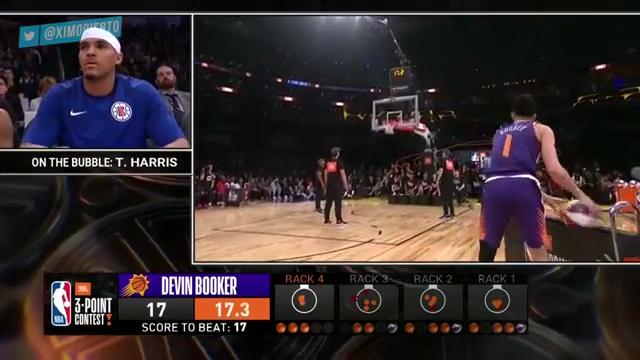 @XIMOPIERTO
ON THE BUBBLE: T. HARRIS
BOOKER
1
NBA
JBL
3-POINT
CONTEST
DEVIN BOOKER
17
17.3
SCORE TO BEAT: 17
RACK 4
RACK 3
RACK 2
RACK 1